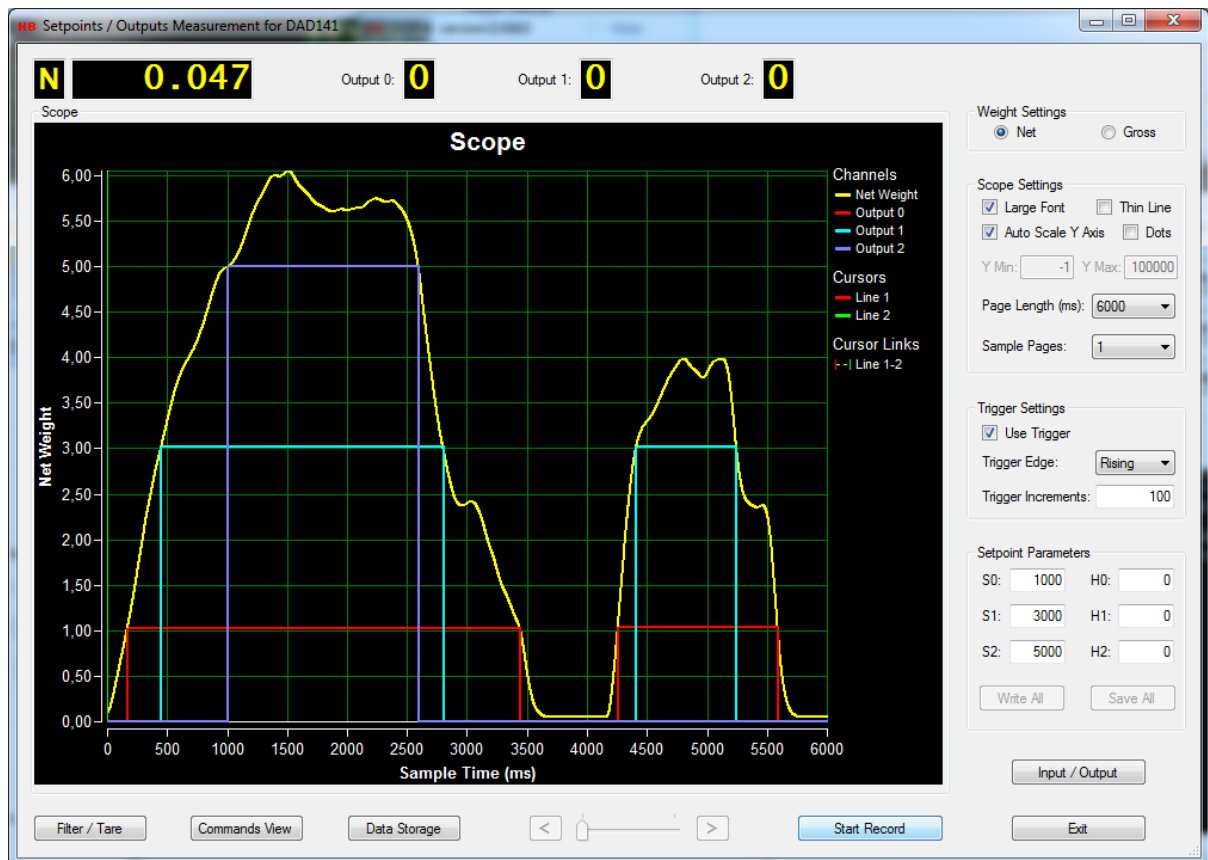 HB Setpoints / Outputs Measurement for DAD141
N 0.047 Output 0: 0 Output 1: 0 Output 2: 0
Scope
Scope
Channels
Net Weight
Output 0
Output 1
Output 2
Cursors
Line 1
Line 2
Cursor Links
Line 1-2
Net Weight
6,00
5,50
5,00
4,50
4,00
3,50
3,00
2,50
2,00
1,50
1,00
0,50
0,00
0 500 1000 1500 2000 2500 3000 3500 4000 4500 5000 5500 6000
Sample Time (ms)
Weight Settings
Net Gross
Scope Settings
Large Font Thin Line
Auto Scale Y Axis Dots
Y Min: -1 Y Max: 100000
Page Length (ms): 6000
Sample Pages: 1
Trigger Settings
Use Trigger
Trigger Edge: Rising
Trigger Increments: 100
Setpoint Parameters
S0: 1000 H0: 0
S1: 3000 H1: 0
S2: 5000 H2: 0
Write All Save All
Input / Output
Filter / Tare Commands View Data Storage < > Start Record Exit